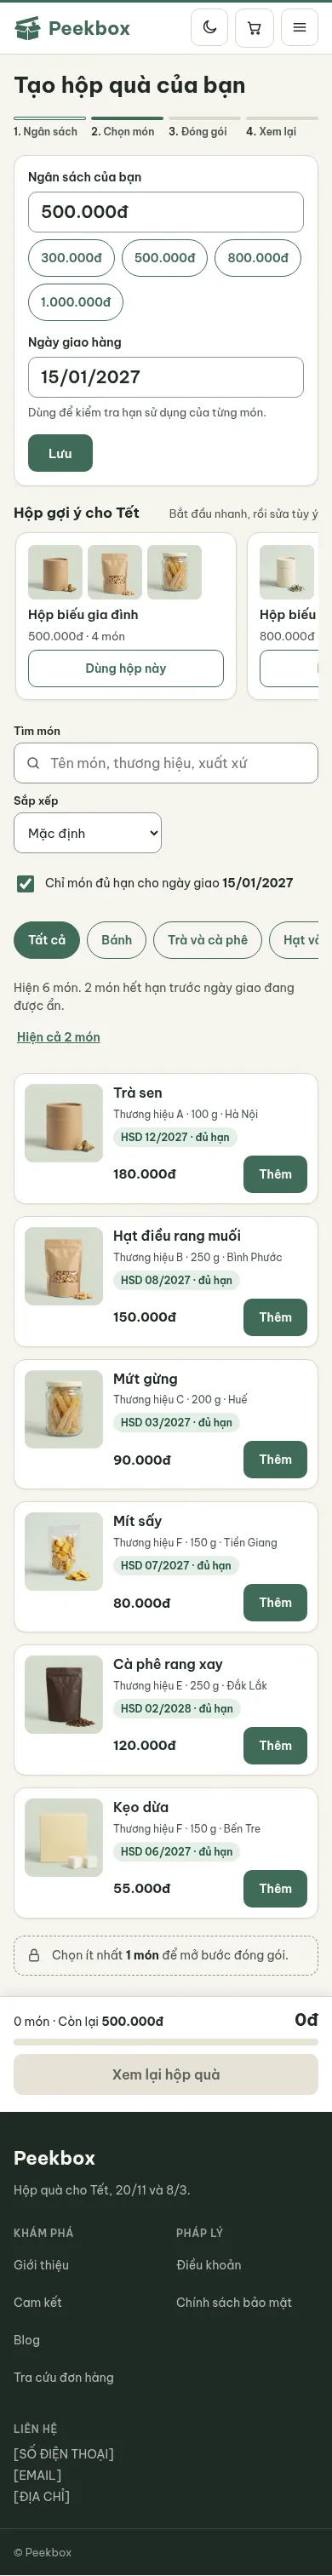 Peekbox
Tạo hộp quà của bạn
1. Ngân sách 2. Chọn món 3. Đóng gói 4. Xem lại
Ngân sách của bạn
500.000đ
300.000đ 500.000đ 800.000đ
1.000.000đ
Ngày giao hàng
15/01/2027
Dùng để kiểm tra hạn sử dụng của từng món.
Lưu
Hộp gợi ý cho Tết Bắt đầu nhanh, rồi sửa tùy ý
Hộp biếu gia đình
500.000đ · 4 món
Dùng hộp này
Hộp biếu
800.000đ
Tìm món
Tên món, thương hiệu, xuất xứ
Sắp xếp
Mặc định
Chỉ món đủ hạn cho ngày giao 15/01/2027
Tất cả Bánh Trà và cà phê Hạt và
Hiện 6 món. 2 món hết hạn trước ngày giao đang
được ẩn.
Hiện cả 2 món
Trà sen
Thương hiệu A · 100 g · Hà Nội
HSD 12/2027 · đủ hạn
180.000đ Thêm
Hạt điều rang muối
Thương hiệu B · 250 g · Bình Phước
HSD 08/2027 · đủ hạn
150.000đ Thêm
Mứt gừng
Thương hiệu C · 200 g · Huế
HSD 03/2027 · đủ hạn
90.000đ Thêm
Mít sấy
Thương hiệu F · 150 g · Tiền Giang
HSD 07/2027 · đủ hạn
80.000đ Thêm
Cà phê rang xay
Thương hiệu E · 250 g · Đắk Lắk
HSD 02/2028 · đủ hạn
120.000đ Thêm
Kẹo dừa
Thương hiệu F · 150 g · Bến Tre
HSD 06/2027 · đủ hạn
55.000đ Thêm
Chọn ít nhất 1 món để mở bước đóng gói.
0 món · Còn lại 500.000đ 0đ
Xem lại hộp quà
Peekbox
Hộp quà cho Tết, 20/11 và 8/3.
KHÁM PHÁ
Giới thiệu
Cam kết
Blog
Tra cứu đơn hàng
PHÁP LÝ
Điều khoản
Chính sách bảo mật
LIÊN HỆ
[SỐ ĐIỆN THOẠI]
[EMAIL]
[ĐỊA CHỈ]
© Peekbox